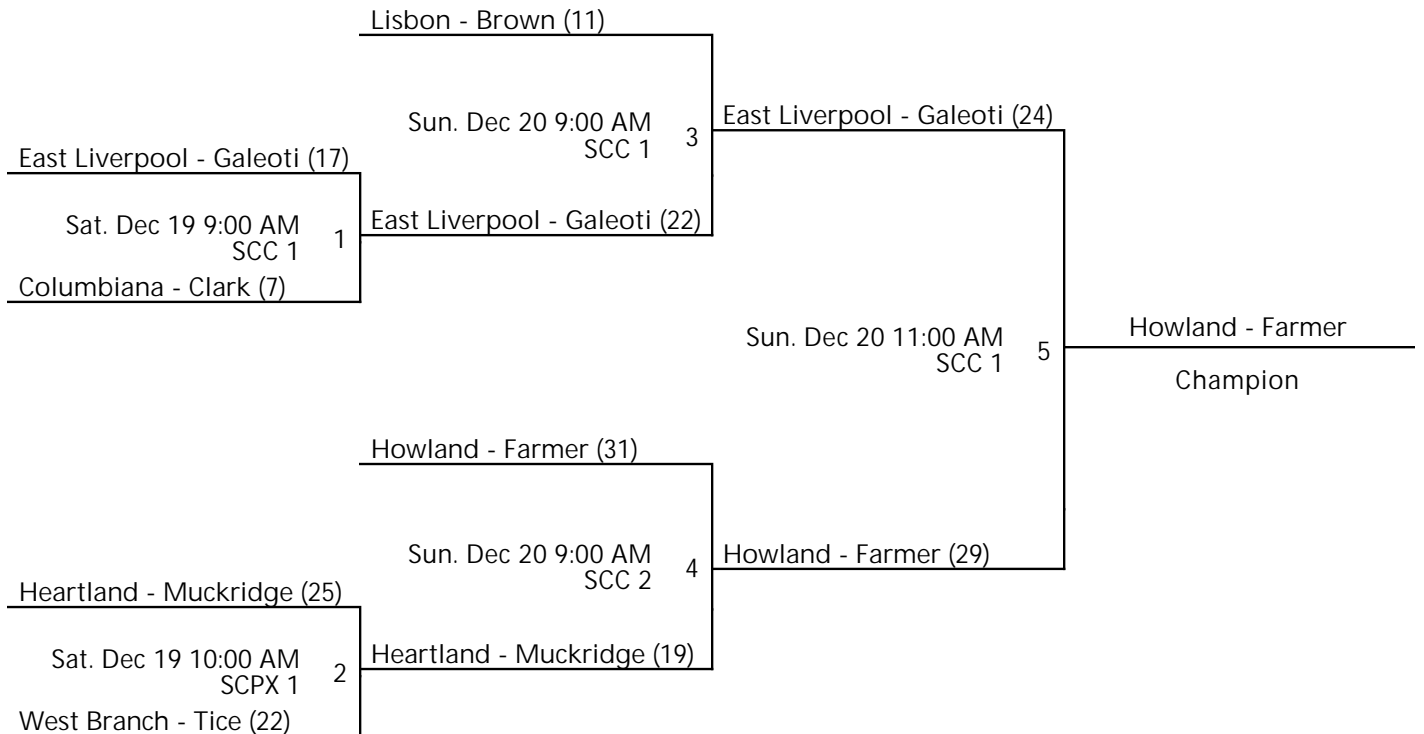 Lisbon - Brown (11)
Sun. Dec 20 9:00 AM
SCC 1
3
East Liverpool - Galeoti (24)
East Liverpool - Galeoti (17)
Sat. Dec 19 9:00 AM
SCC 1
1
East Liverpool - Galeoti (22)
Columbiana - Clark (7)
Sun. Dec 20 11:00 AM
SCC 1
5
Howland - Farmer
Champion
Howland - Farmer (31)
Sun. Dec 20 9:00 AM
SCC 2
4
Howland - Farmer (29)
Heartland - Muckridge (25)
Sat. Dec 19 10:00 AM
SCPX 1
2
Heartland - Muckridge (19)
West Branch - Tice (22)